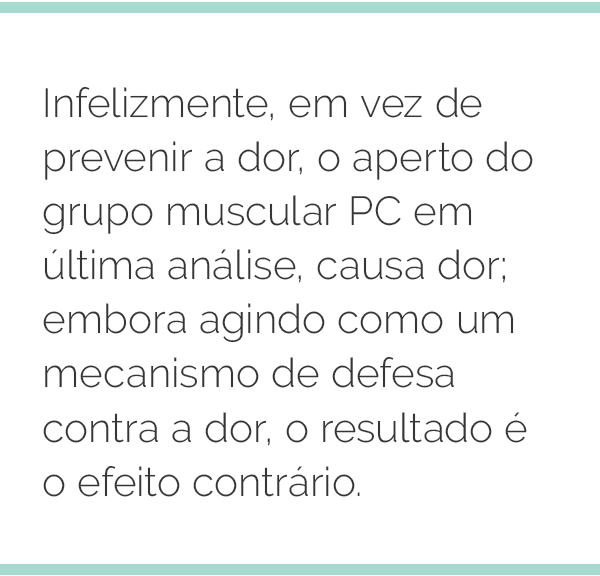 Infelizmente, em vez de
prevenir a dor, o aperto do
grupo muscular PC em
última análise, causa dor;
embora agindo como um
mecanismo de defesa
contra a dor, o resultado é
o efeito contrário.